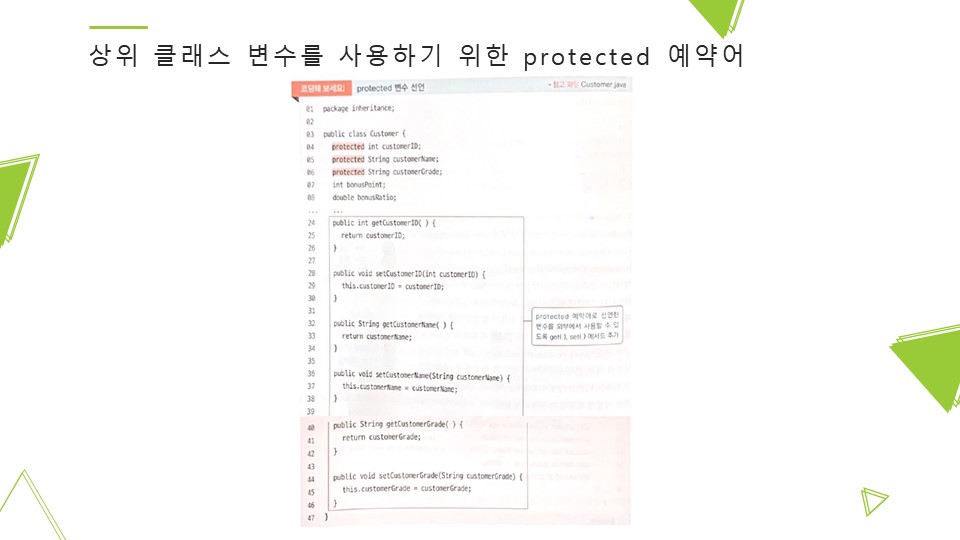 상위 클래스 변수를 사용하기 위한 protected 예약어
코딩해 보세요! protected 변수 선언 • 참고 파일 Customer.java
01 package inheritance;
02
03 public class Customer {
04 protected int customerID;
05 protected String customerName;
06 protected String customerGrade;
07 int bonusPoint;
08 double bonusRatio;
... ...
24 public int getCustomerID( ) {
25 return customerID;
26 }
27
28 public void setCustomerID(int customerID) {
29 this.customerID = customerID;
30 }
31
32 public String getCustomerName( ) {
33 return customerName;
34 }
35
36 public void setCustomerName(String customerName) {
37 this.customerName = customerName;
38 }
39
40 public String getCustomerGrade( ) {
41 return customerGrade;
42 }
43
44 public void setCustomerGrade(String customerGrade) {
45 this.customerGrade = customerGrade;
46 }
47 }
protected 예약어로 선언한
변수를 외부에서 사용할 수 있
도록 get( ), set( ) 메서드 추가